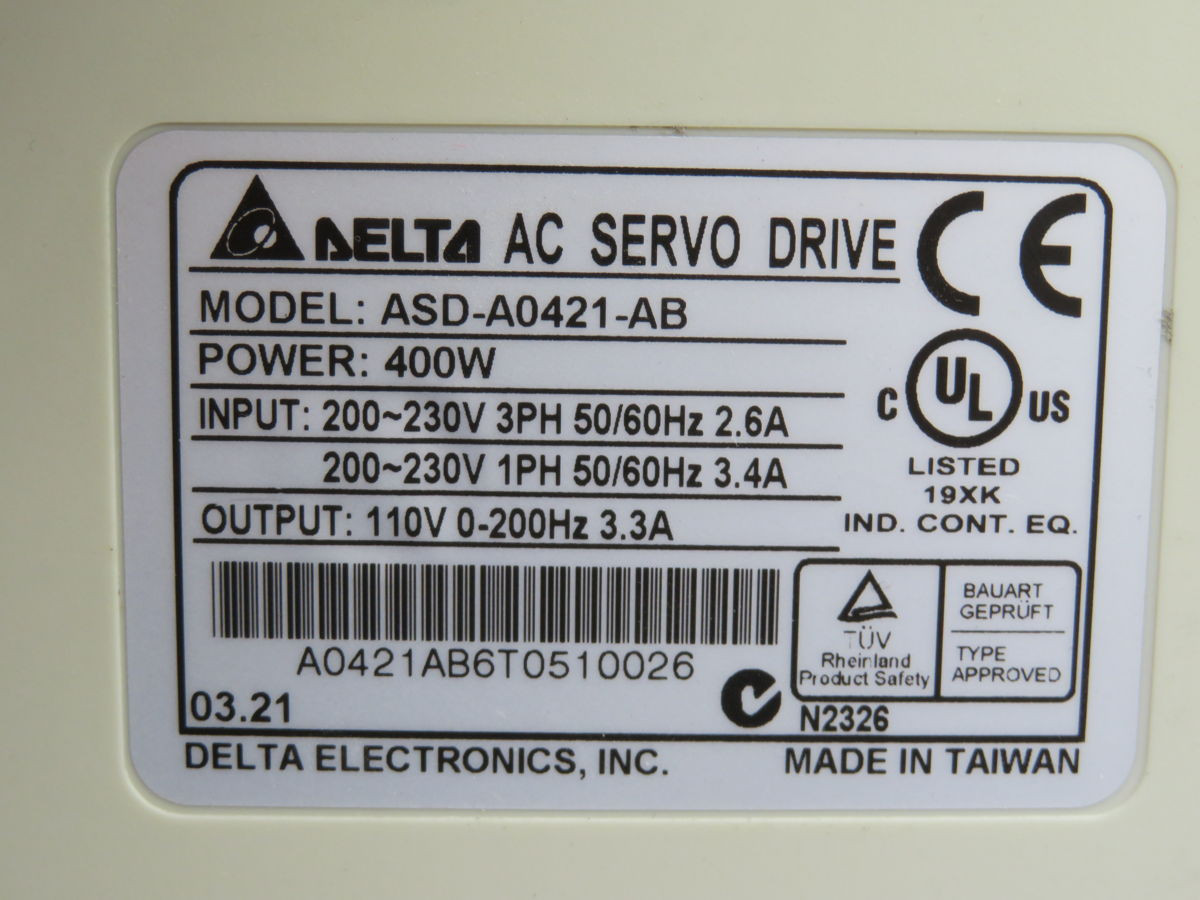 DELTA AC SERVO DRIVE CE
MODEL: ASD-A0421-AB
POWER: 400W
INPUT: 200~230V 3PH 50/60Hz 2.6A
200~230V 1PH 50/60Hz 3.4A
OUTPUT: 110V 0-200Hz 3.3A
C UL US
LISTED
19XK
IND. CONT. EQ.
A0421AB6T0510026
03.21
TÜV
Rheinland
Product Safety
BAUART
GEPRÜFT
TYPE
APPROVED
N2326
DELTA ELECTRONICS, INC. MADE IN TAIWAN